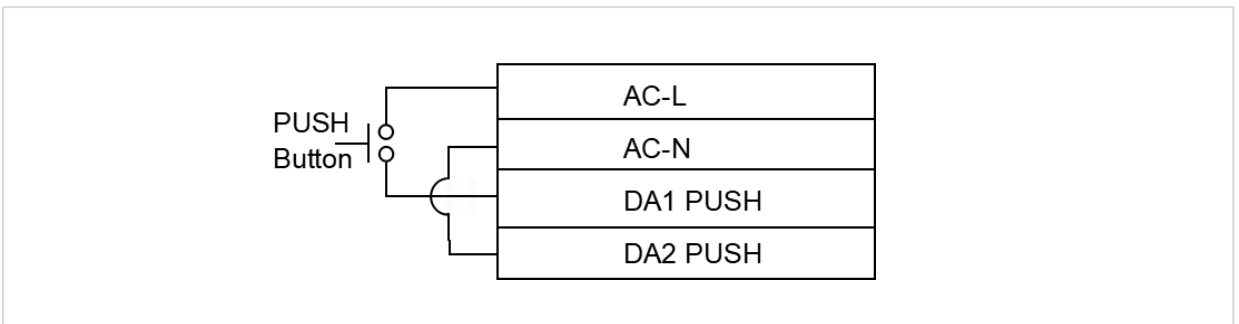 PUSH
Button
AC-L
AC-N
DA1 PUSH
DA2 PUSH